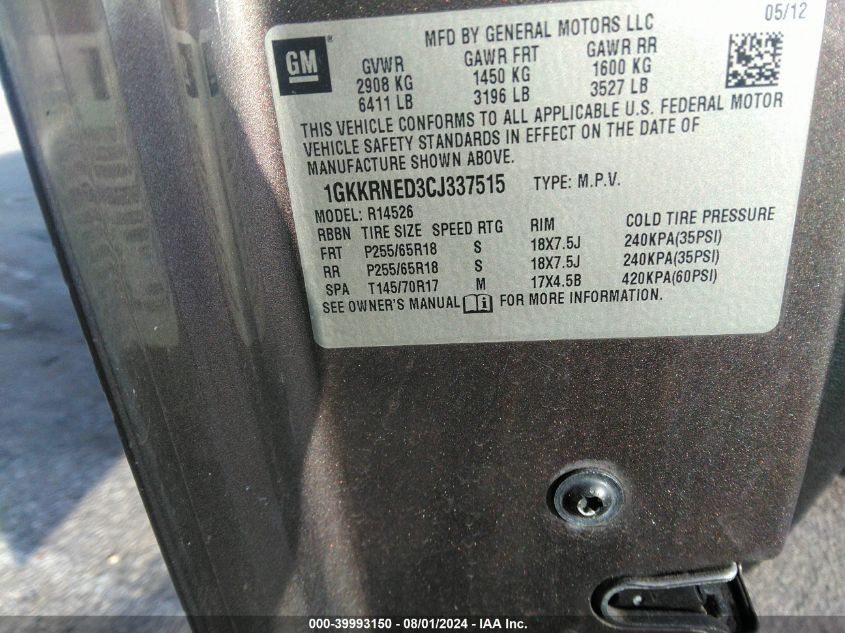 GM®
MFD BY GENERAL MOTORS LLC 05/12
GVWR GAWR FRT GAWR RR
2908 KG 1450 KG 1600 KG
6411 LB 3196 LB 3527 LB
THIS VEHICLE CONFORMS TO ALL APPLICABLE U.S. FEDERAL MOTOR
VEHICLE SAFETY STANDARDS IN EFFECT ON THE DATE OF
MANUFACTURE SHOWN ABOVE.
1GKKRNED3CJ337515 TYPE: M.P.V.
MODEL: R14526
RBBN TIRE SIZE SPEED RTG RIM COLD TIRE PRESSURE
FRT P255/65R18 S 18X7.5J 240KPA(35PSI)
RR P255/65R18 S 18X7.5J 240KPA(35PSI)
SPA T145/70R17 M 17X4.5B 420KPA(60PSI)
SEE OWNER'S MANUAL FOR MORE INFORMATION.
000-39993150 - 08/01/2024 - IAA Inc.